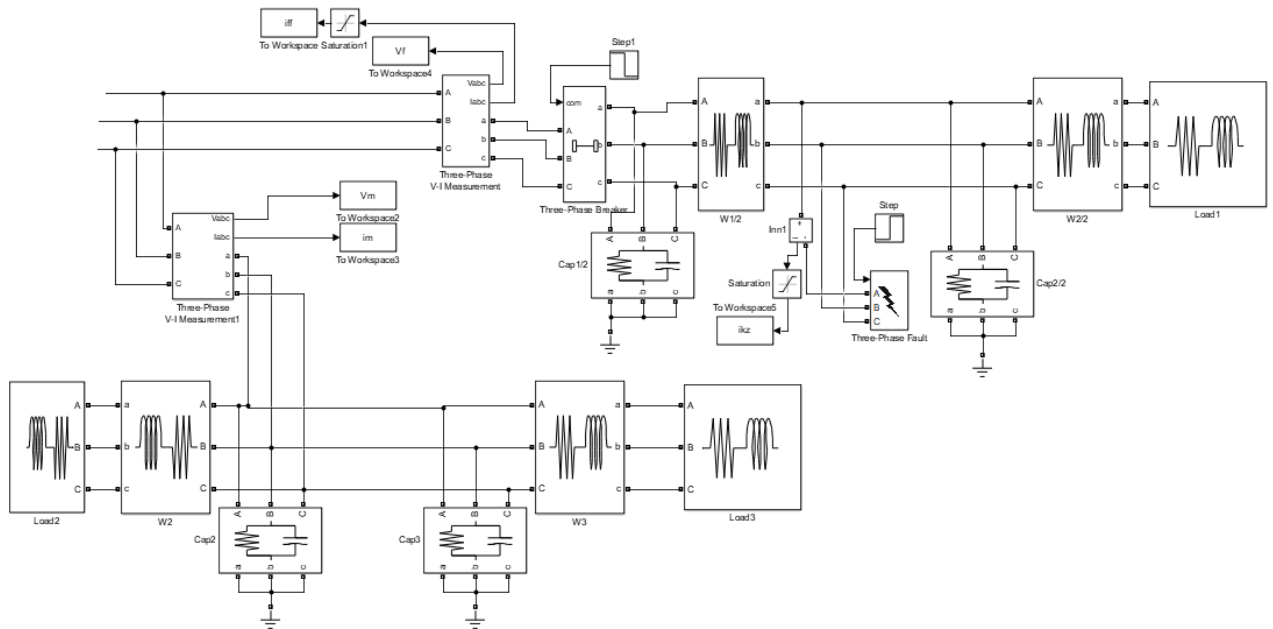 iff
To Workspace Saturation1
Vf
To Workspace4
Step1
Vabc
Iabc
A
a
B
b
C
c
Three-Phase
V-I Measurement
com
a
A
b
B
c
C
Three-Phase Breaker
A
a
B
b
C
c
W1/2
A
a
B
b
C
c
W2/2
A
B
C
Load1
Vm
To Workspace2
im
To Workspace3
Vabc
Iabc
A
a
B
b
C
c
Three-Phase
V-I Measurement1
A B C
Cap1/2
a b c
Inn1
+
-
Saturation
To Workspace5
ikz
Step
A
B
C
Three-Phase Fault
A B C
Cap2/2
a b c
A
B
C
Load2
a A
b B
c C
W2
A B C
Cap2
a b c
A B C
Cap3
a b c
A a
B b
C c
W3
A
B
C
Load3